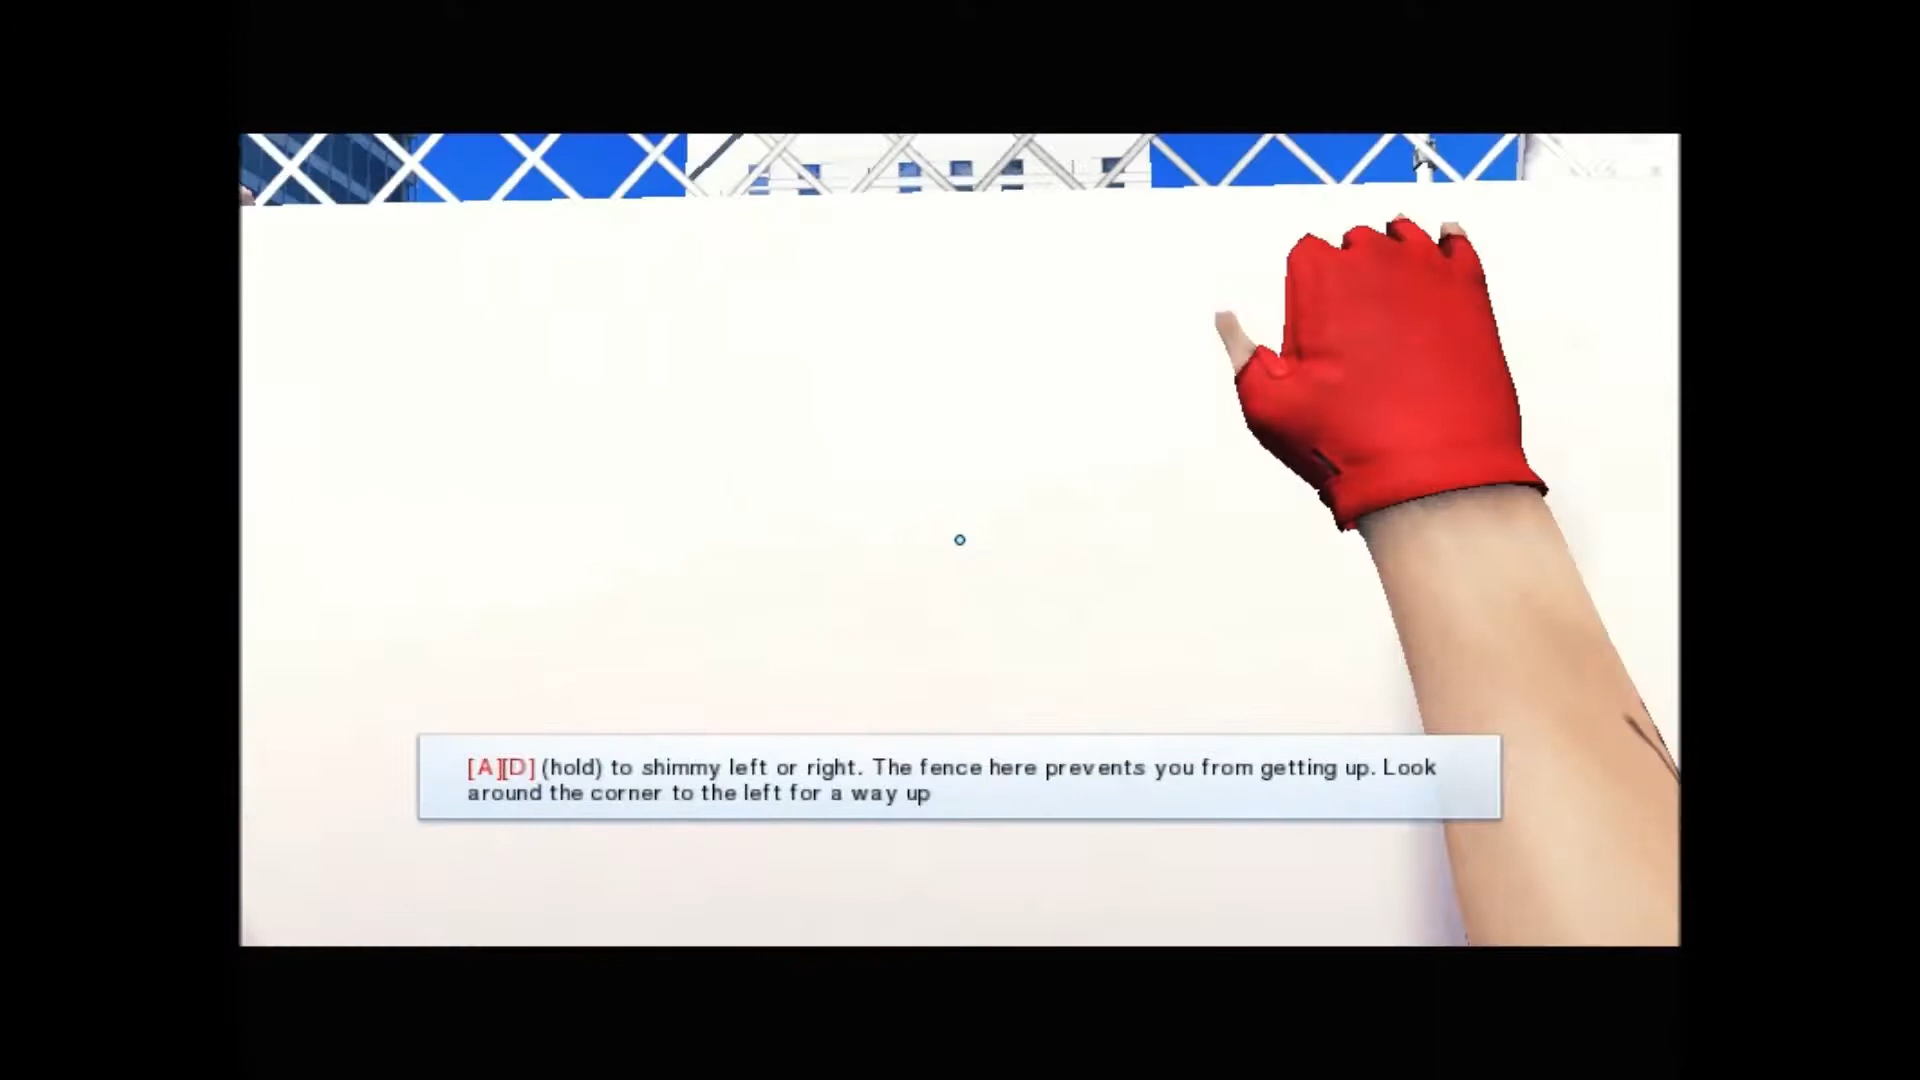 [A][D] (hold) to shimmy left or right. The fence here prevents you from getting up. Look
around the corner to the left for a way up